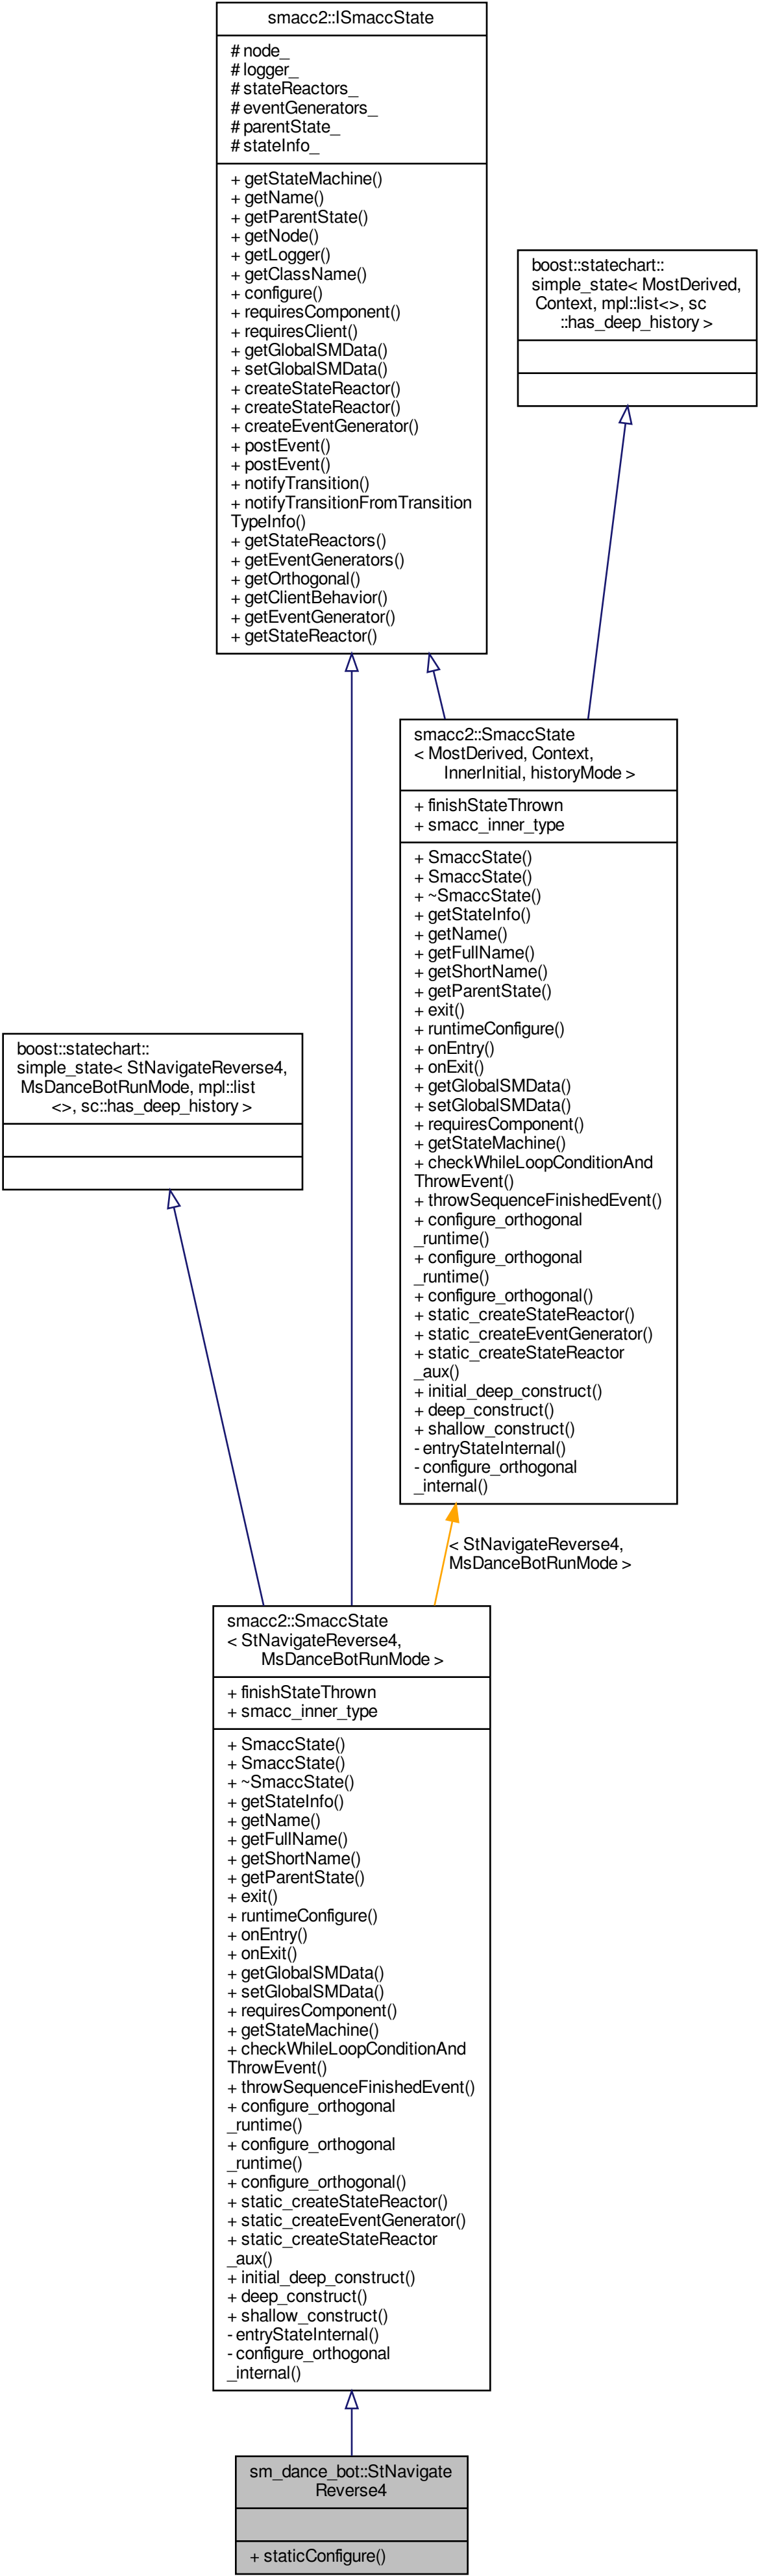 smacc2::ISmaccState
# node_
# logger_
# stateReactors_
# eventGenerators_
# parentState_
# stateInfo_
+ getStateMachine()
+ getName()
+ getParentState()
+ getNode()
+ getLogger()
+ getClassName()
+ configure()
+ requiresComponent()
+ requiresClient()
+ getGlobalSMData()
+ setGlobalSMData()
+ createStateReactor()
+ createStateReactor()
+ createEventGenerator()
+ postEvent()
+ postEvent()
+ notifyTransition()
+ notifyTransitionFromTransition
TypeInfo()
+ getStateReactors()
+ getEventGenerators()
+ getOrthogonal()
+ getClientBehavior()
+ getEventGenerator()
+ getStateReactor()
boost::statechart::
simple_state< MostDerived,
Context, mpl::list<>, sc
::has_deep_history >
smacc2::SmaccState
< MostDerived, Context,
InnerInitial, historyMode >
+ finishStateThrown
+ smacc_inner_type
+ SmaccState()
+ SmaccState()
+ ~SmaccState()
+ getStateInfo()
+ getName()
+ getFullName()
+ getShortName()
+ getParentState()
+ exit()
+ runtimeConfigure()
+ onEntry()
+ onExit()
+ getGlobalSMData()
+ setGlobalSMData()
+ requiresComponent()
+ getStateMachine()
+ checkWhileLoopConditionAnd
ThrowEvent()
+ throwSequenceFinishedEvent()
+ configure_orthogonal
_runtime()
+ configure_orthogonal
_runtime()
+ configure_orthogonal()
+ static_createStateReactor()
+ static_createEventGenerator()
+ static_createStateReactor
_aux()
+ initial_deep_construct()
+ deep_construct()
+ shallow_construct()
- entryStateInternal()
- configure_orthogonal
_internal()
boost::statechart::
simple_state< StNavigateReverse4,
MsDanceBotRunMode, mpl::list
<>, sc::has_deep_history >
< StNavigateReverse4,
MsDanceBotRunMode >
smacc2::SmaccState
< StNavigateReverse4,
MsDanceBotRunMode >
+ finishStateThrown
+ smacc_inner_type
+ SmaccState()
+ SmaccState()
+ ~SmaccState()
+ getStateInfo()
+ getName()
+ getFullName()
+ getShortName()
+ getParentState()
+ exit()
+ runtimeConfigure()
+ onEntry()
+ onExit()
+ getGlobalSMData()
+ setGlobalSMData()
+ requiresComponent()
+ getStateMachine()
+ checkWhileLoopConditionAnd
ThrowEvent()
+ throwSequenceFinishedEvent()
+ configure_orthogonal
_runtime()
+ configure_orthogonal
_runtime()
+ configure_orthogonal()
+ static_createStateReactor()
+ static_createEventGenerator()
+ static_createStateReactor
_aux()
+ initial_deep_construct()
+ deep_construct()
+ shallow_construct()
- entryStateInternal()
- configure_orthogonal
_internal()
sm_dance_bot::StNavigate
Reverse4
+ staticConfigure()